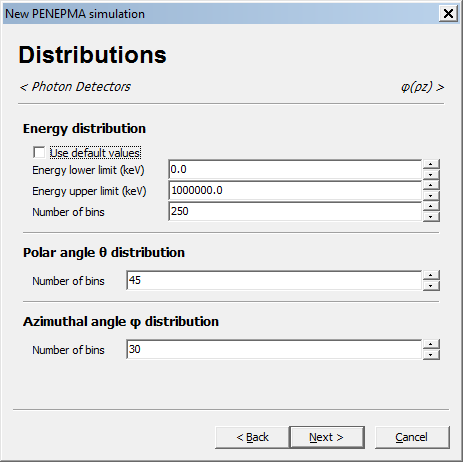 New PENEPMA simulation
Distributions
< Photon Detectors φ(ρz) >
Energy distribution
Use default values
Energy lower limit (keV) 0.0
Energy upper limit (keV) 1000000.0
Number of bins 250
Polar angle θ distribution
Number of bins 45
Azimuthal angle φ distribution
Number of bins 30
< Back Next > Cancel